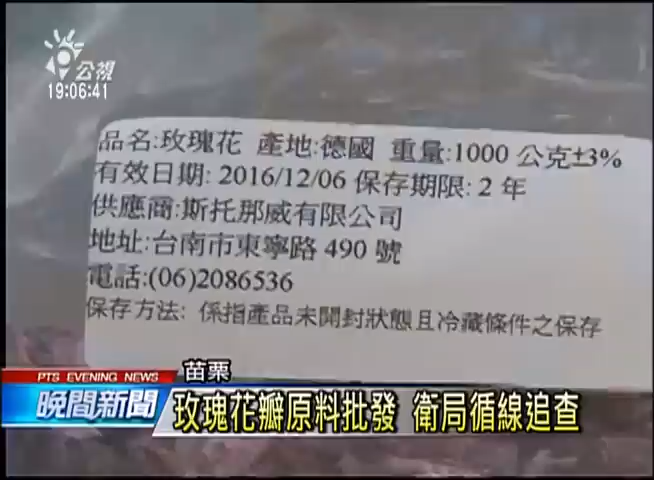 公視
19:06:41
品名:玫瑰花 產地:德國 重量:1000 公克±3%
有效日期: 2016/12/06 保存期限: 2 年
供應商:斯托那威有限公司
地址:台南市東寧路 490 號
電話:(06)2086536
保存方法: 係指產品未開封狀態且冷藏條件之保存
PTS EVENING NEWS
苗栗
晚間新聞
玫瑰花瓣原料批發 衛局循線追查